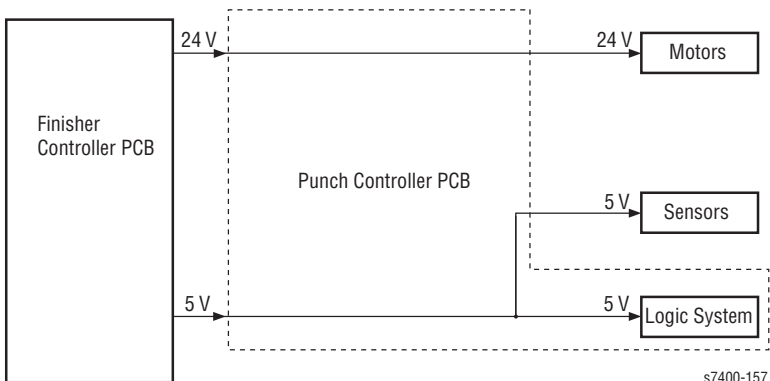 24 V
24 V
Motors
Finisher
Controller PCB
Punch Controller PCB
5 V
Sensors
5 V
5 V
Logic System
s7400-157